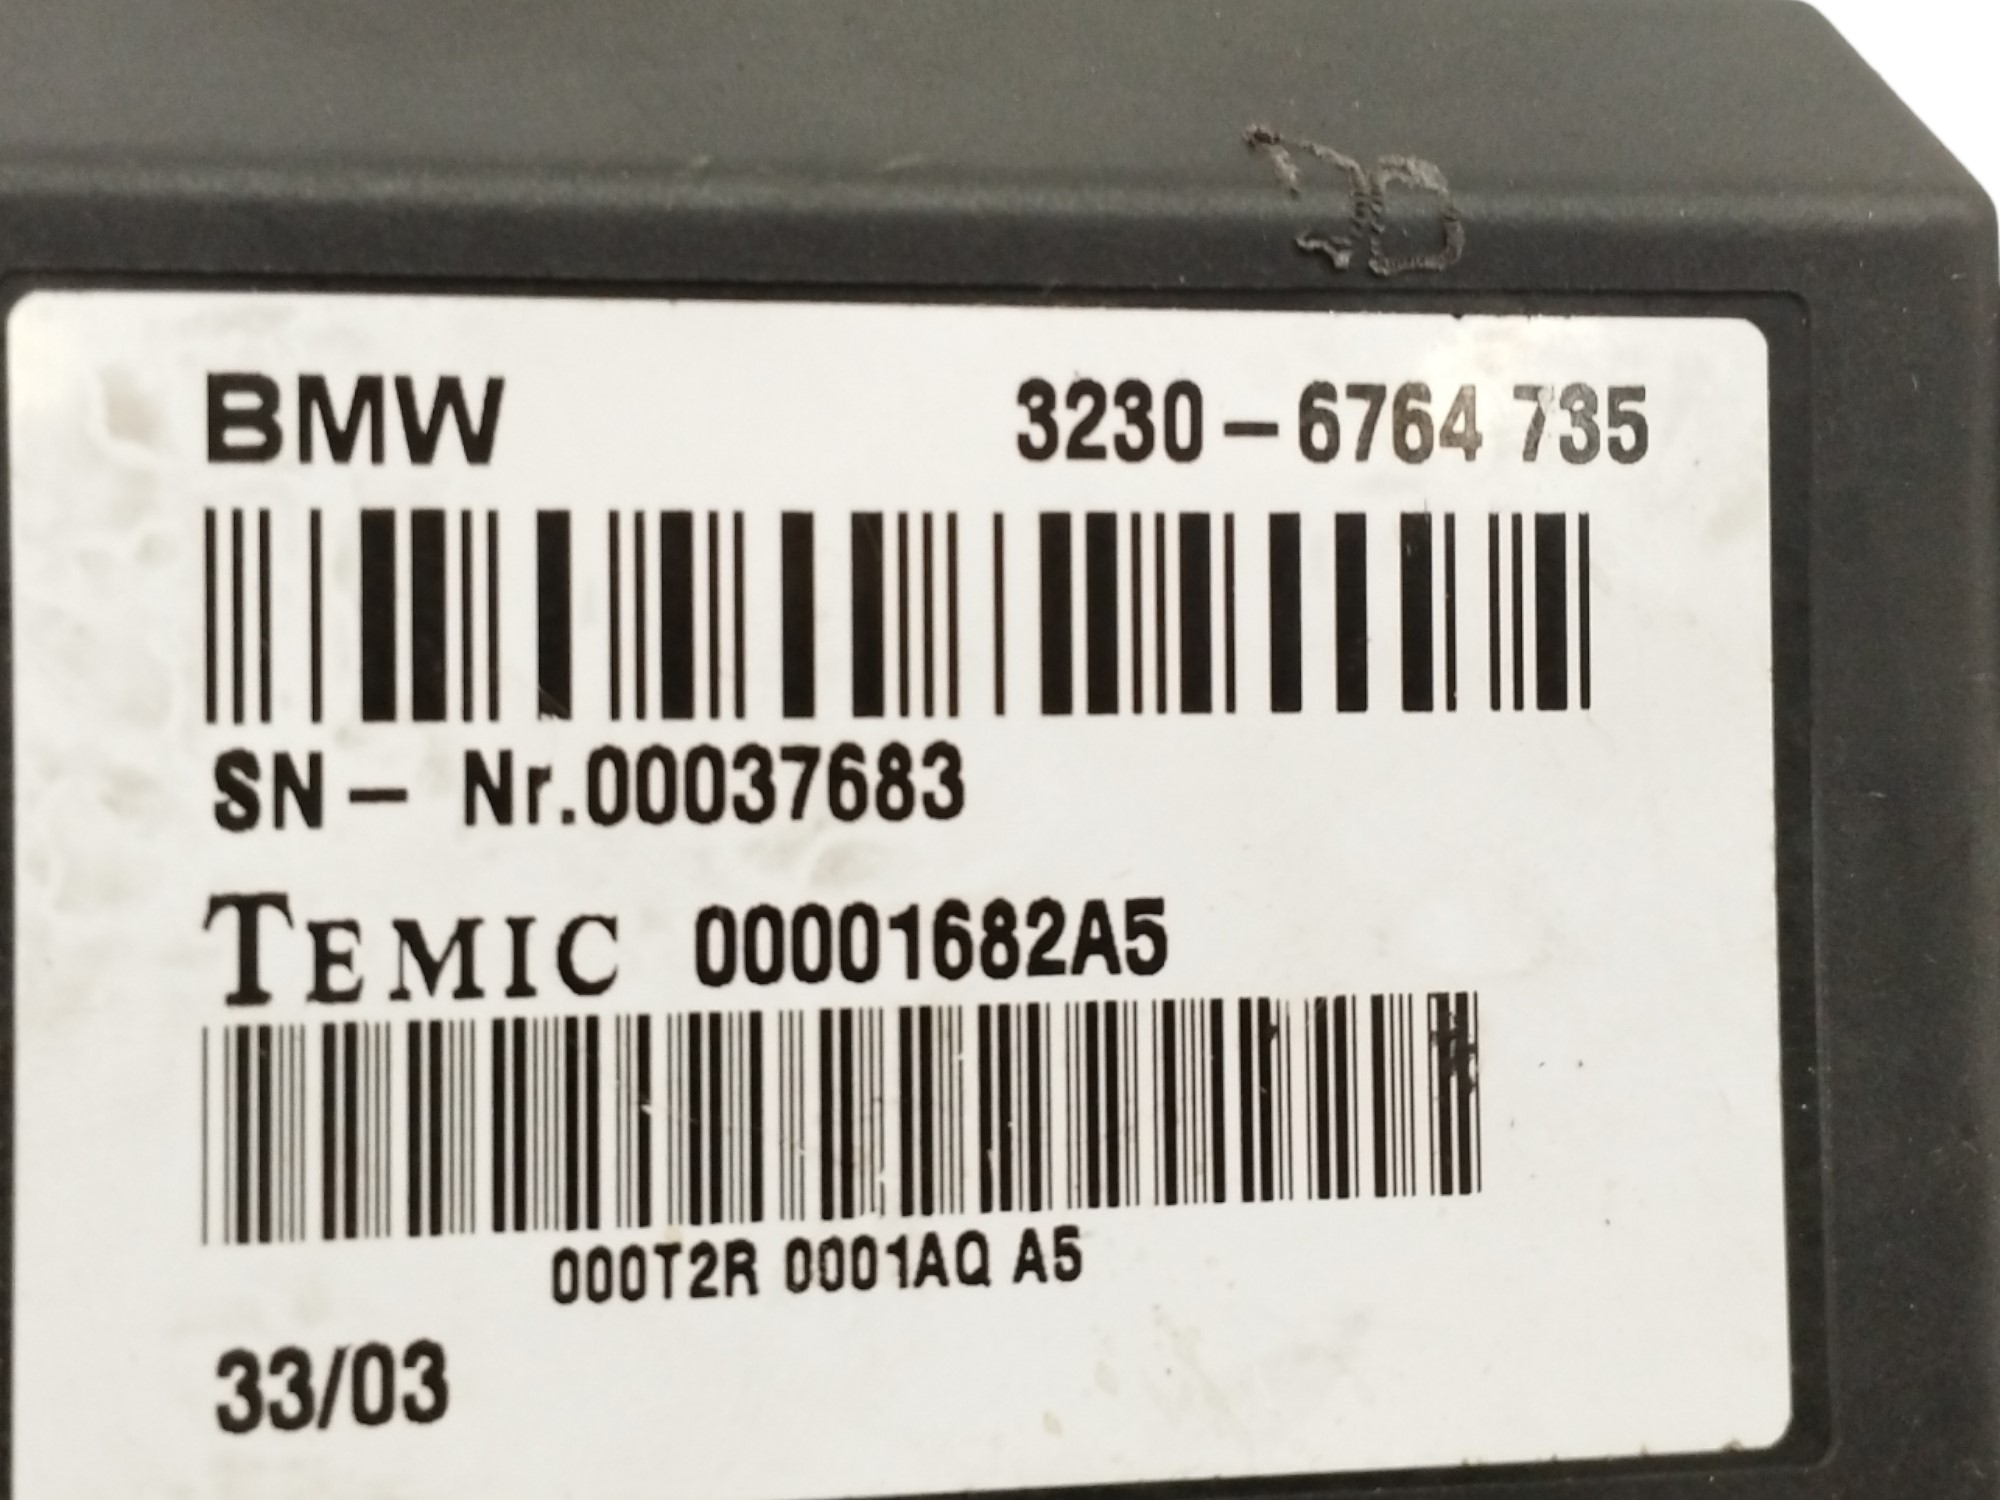 BMW 3230-6764 735
SN- Nr.00037683
TEMIC 00001682A5
000T2R 0001AQ A5
33/03